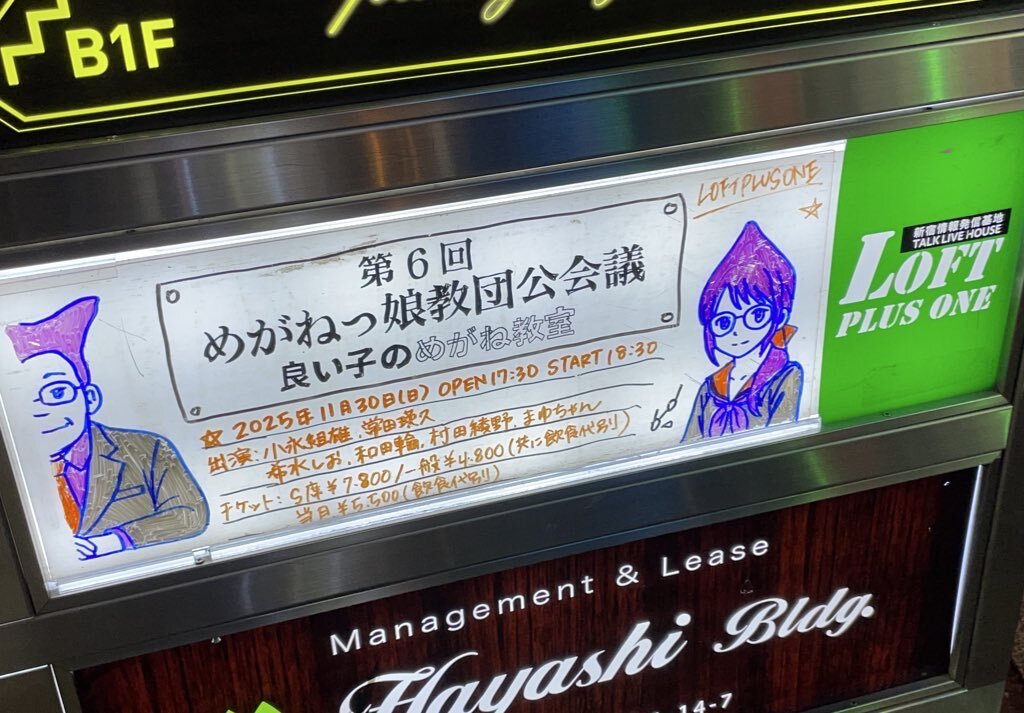 B1F
LOFT PLUS ONE
第6回
めがねっ娘教団公会議
良い子のめがね教室
☆ 2025年11月30日(日) OPEN 17:30 START 18:30
出演:小永組雄、柴田瑛久
希水しお、和田輪、村田綾野、まゆちゃん
チケット:S席¥7.800/一般¥4.800(共に飲食代別)
当日¥5.500(飲食代別)
新宿情報発信基地
TALK LIVE HOUSE
LOFT
PLUS ONE
Management & Lease
Hayashi Bldg.
14-7